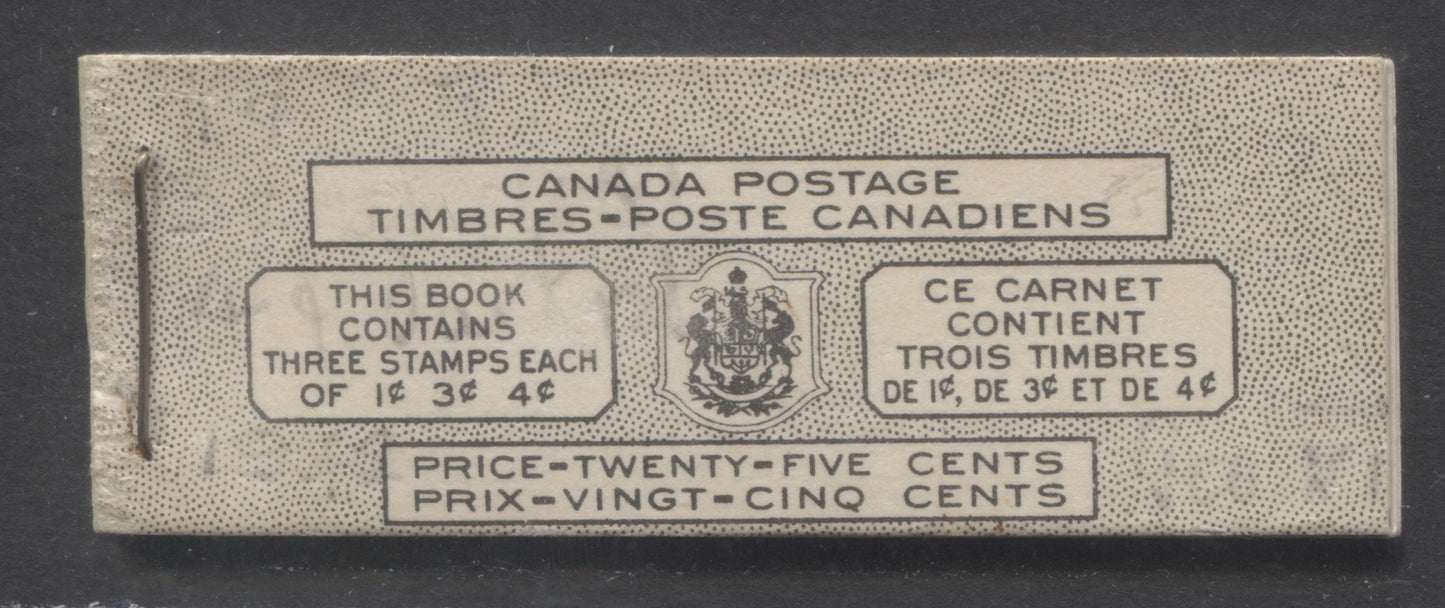 CANADA POSTAGE
TIMBRES-POSTE CANADIENS
THIS BOOK
CONTAINS
THREE STAMPS EACH
OF 1¢ 3¢ 4¢
CE CARNET
CONTIENT
TROIS TIMBRES
DE 1¢, DE 3¢ ET DE 4¢
PRICE-TWENTY-FIVE CENTS
PRIX-VINGT-CINQ CENTS